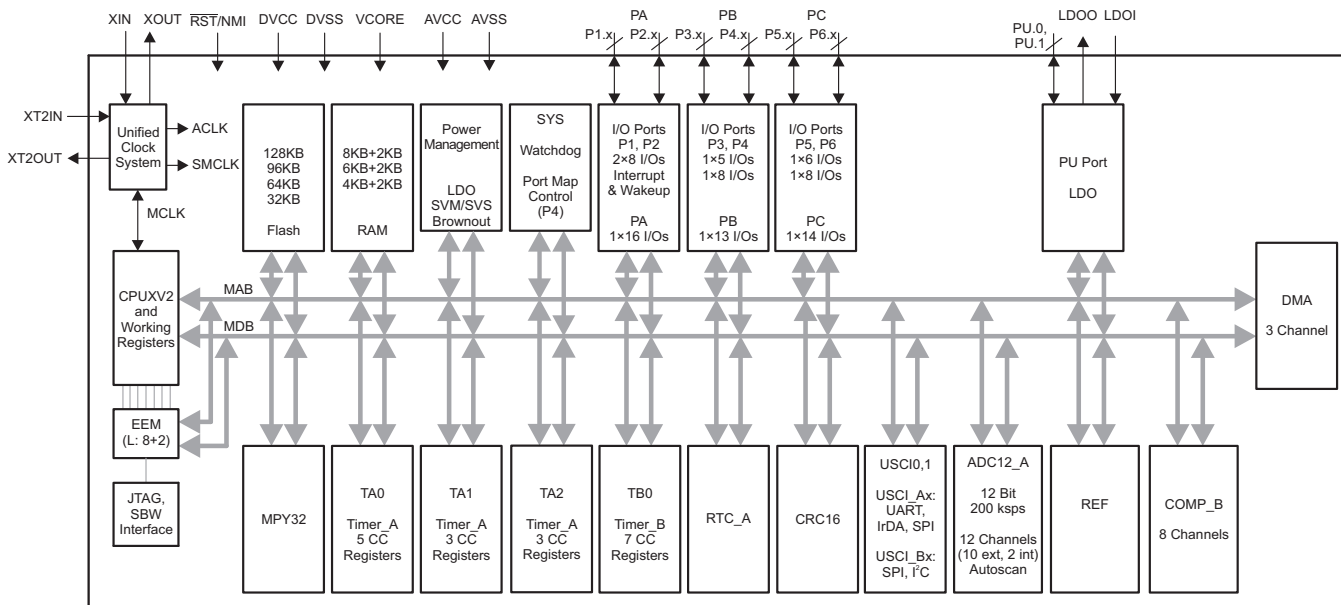 XIN
XOUT
RST/NMI
DVCC
DVSS
VCORE
AVCC
AVSS
PA
P1.x
P2.x
PB
P3.x
P4.x
PC
P5.x
P6.x
PU.0,
PU.1
LDOO
LDOI
XT2IN
XT2OUT
Unified
Clock
System
ACLK
SMCLK
MCLK
128KB
96KB
64KB
32KB
Flash
8KB+2KB
6KB+2KB
4KB+2KB
RAM
Power
Management
LDO
SVM/SVS
Brownout
SYS
Watchdog
Port Map
Control
(P4)
I/O Ports
P1, P2
2×8 I/Os
Interrupt
& Wakeup
PA
1×16 I/Os
I/O Ports
P3, P4
1×5 I/Os
1×8 I/Os
PB
1×13 I/Os
I/O Ports
P5, P6
1×6 I/Os
1×8 I/Os
PC
1×14 I/Os
PU Port
LDO
CPUXV2
and
Working
Registers
MAB
MDB
DMA
3 Channel
EEM
(L: 8+2)
JTAG,
SBW
Interface
MPY32
TA0
Timer_A
5 CC
Registers
TA1
Timer_A
3 CC
Registers
TA2
Timer_A
3 CC
Registers
TB0
Timer_B
7 CC
Registers
RTC_A
CRC16
USCI0,1
USCI_Ax:
UART,
IrDA, SPI
USCI_Bx:
SPI, I²C
ADC12_A
12 Bit
200 ksps
12 Channels
(10 ext, 2 int)
Autoscan
REF
COMP_B
8 Channels